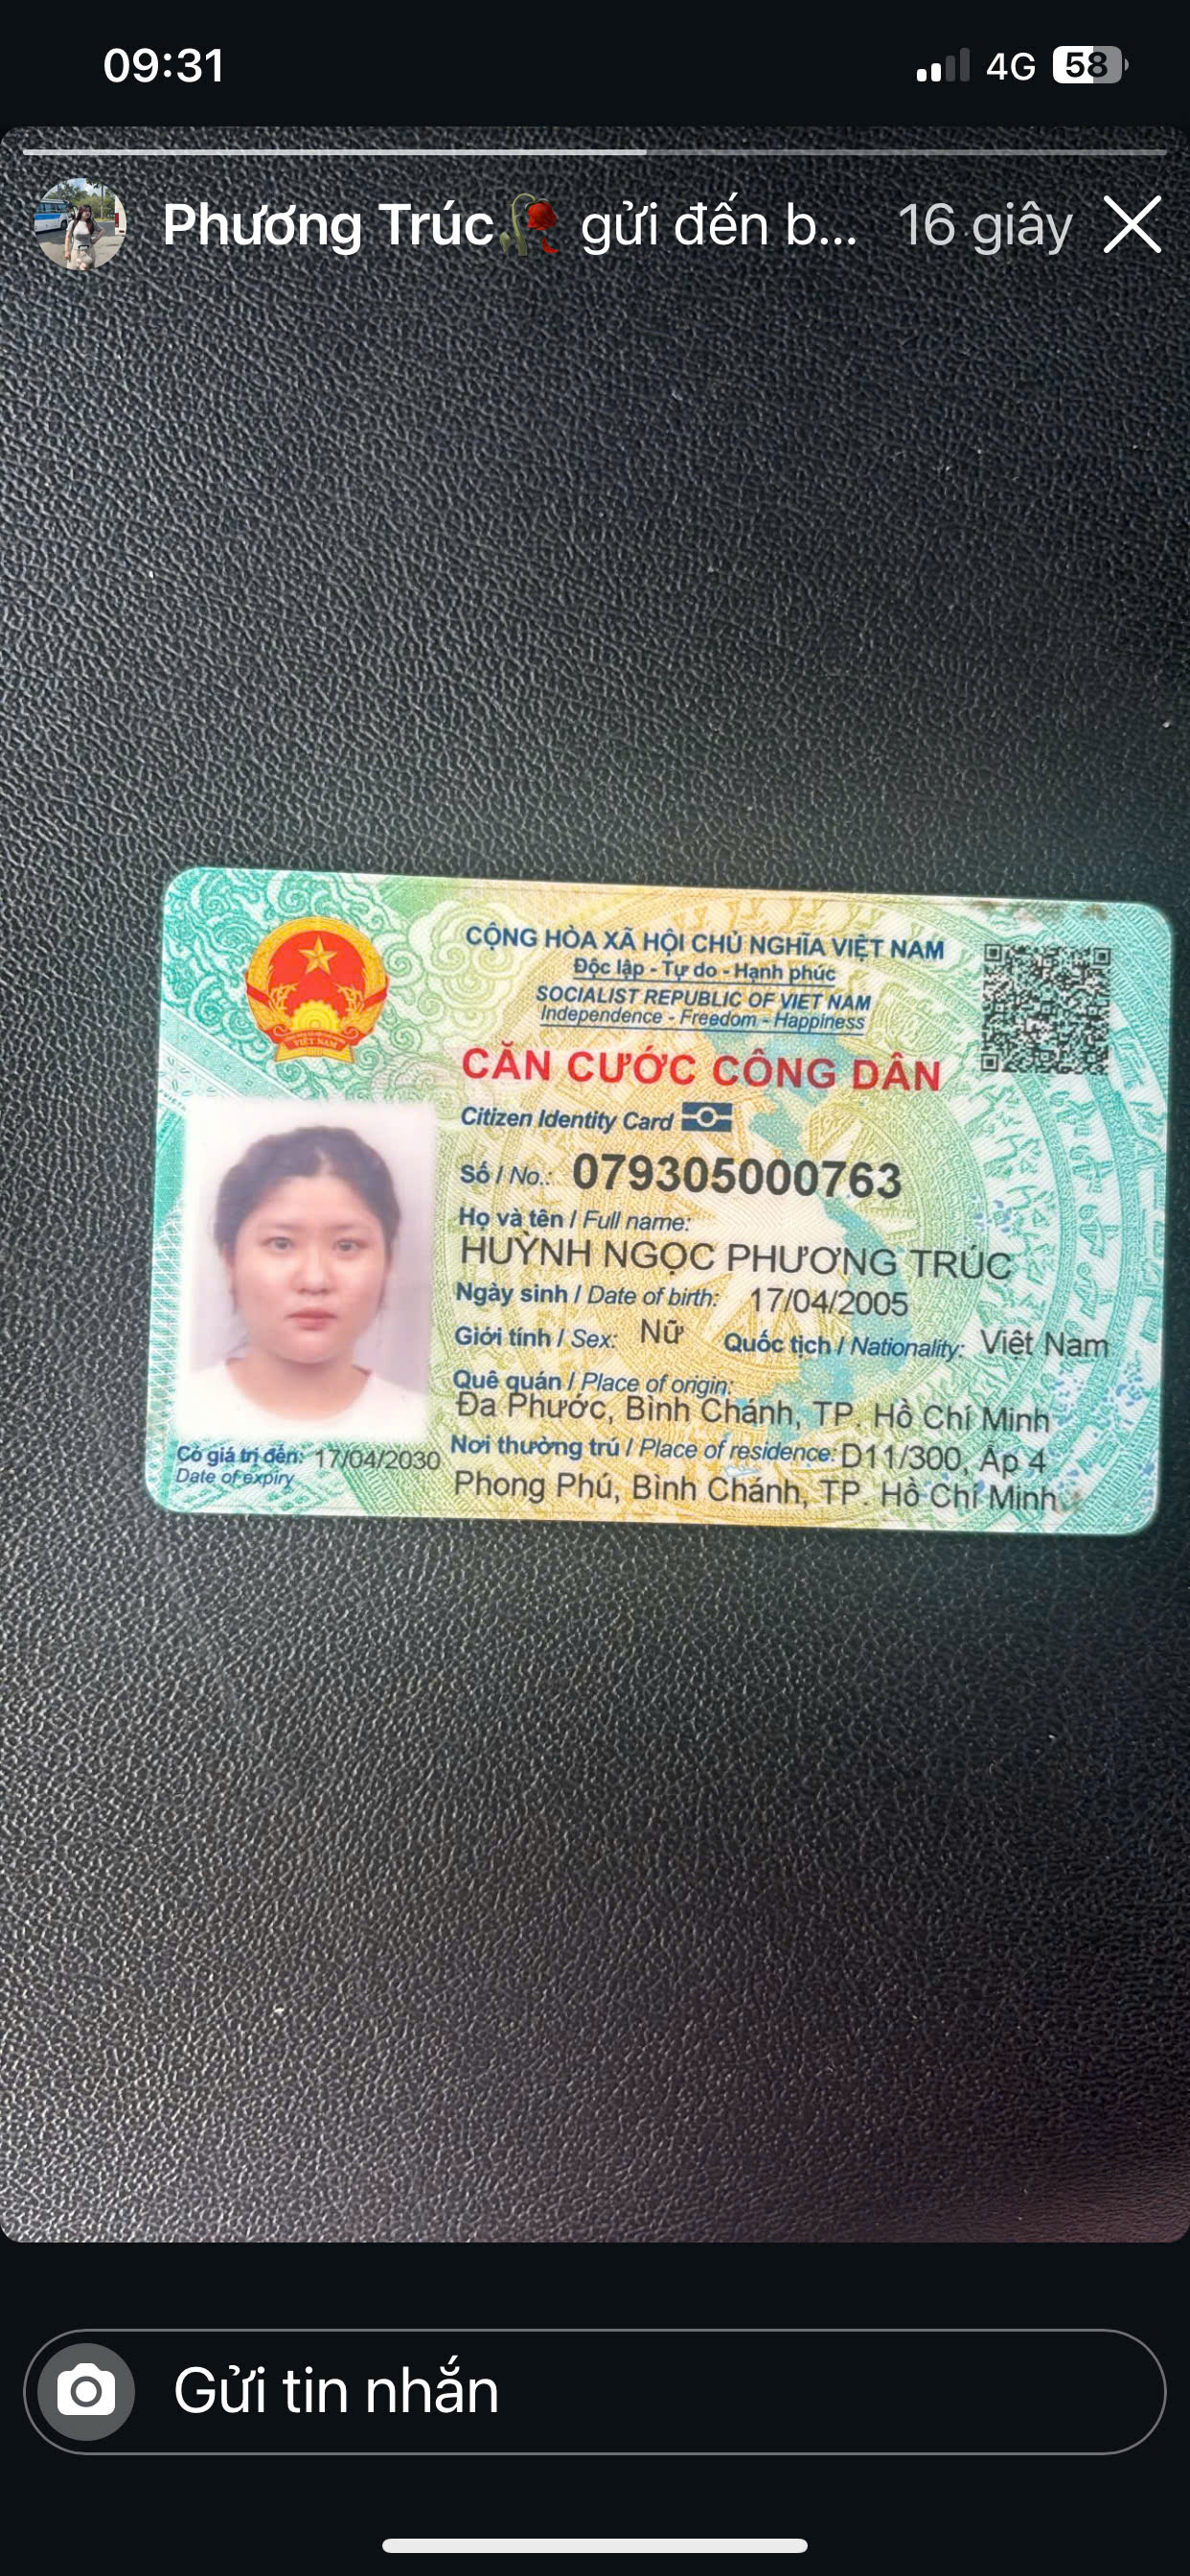 09:31
4G 58
Phương Trúc🥀 gửi đến b... 16 giây
CỘNG HÒA XÃ HỘI CHỦ NGHĨA VIỆT NAM
Độc lập - Tự do - Hạnh phúc
SOCIALIST REPUBLIC OF VIET NAM
Independence - Freedom - Happiness
VIỆT NAM
CĂN CƯỚC CÔNG DÂN
Citizen Identity Card
Số / No.: 079305000763
Họ và tên / Full name:
HUỲNH NGỌC PHƯƠNG TRÚC
Ngày sinh / Date of birth: 17/04/2005
Giới tính / Sex: Nữ Quốc tịch / Nationality: Việt Nam
Quê quán / Place of origin:
Đa Phước, Bình Chánh, TP. Hồ Chí Minh
Có giá trị đến: 17/04/2030
Date of expiry
Nơi thường trú / Place of residence: D11/300, Ấp 4
Phong Phú, Bình Chánh, TP. Hồ Chí Minh
Gửi tin nhắn